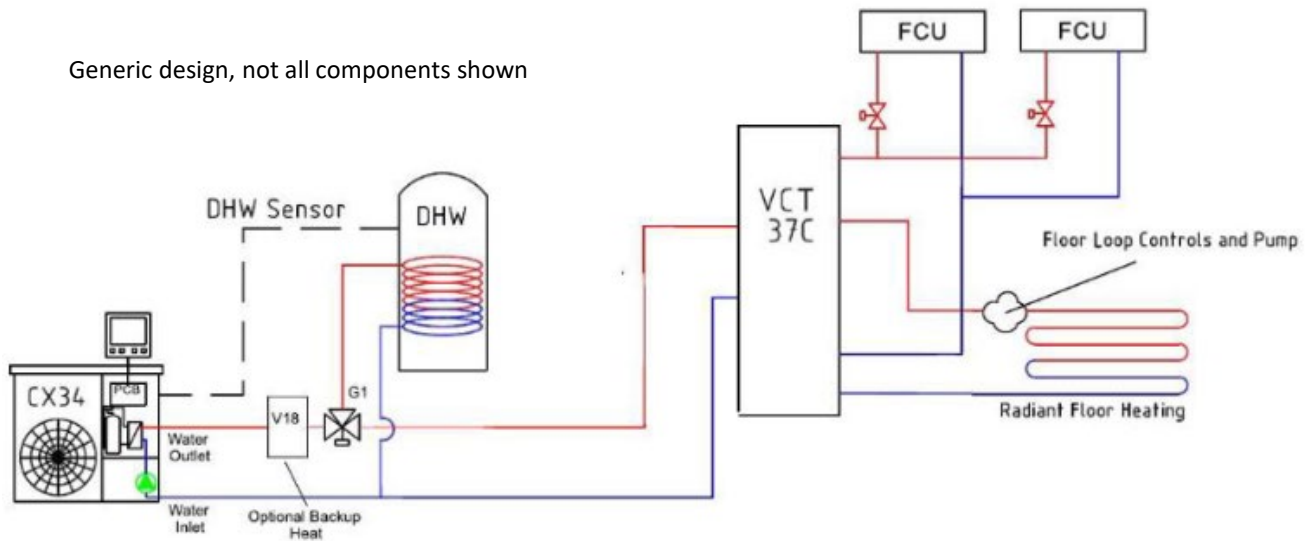 FCU
FCU
Generic design, not all components shown
VCT
37C
DHW Sensor
DHW
Floor Loop Controls and Pump
PCB
CX34
G1
V18
Radiant Floor Heating
Water
Outlet
Water
Inlet
Optional Backup
Heat